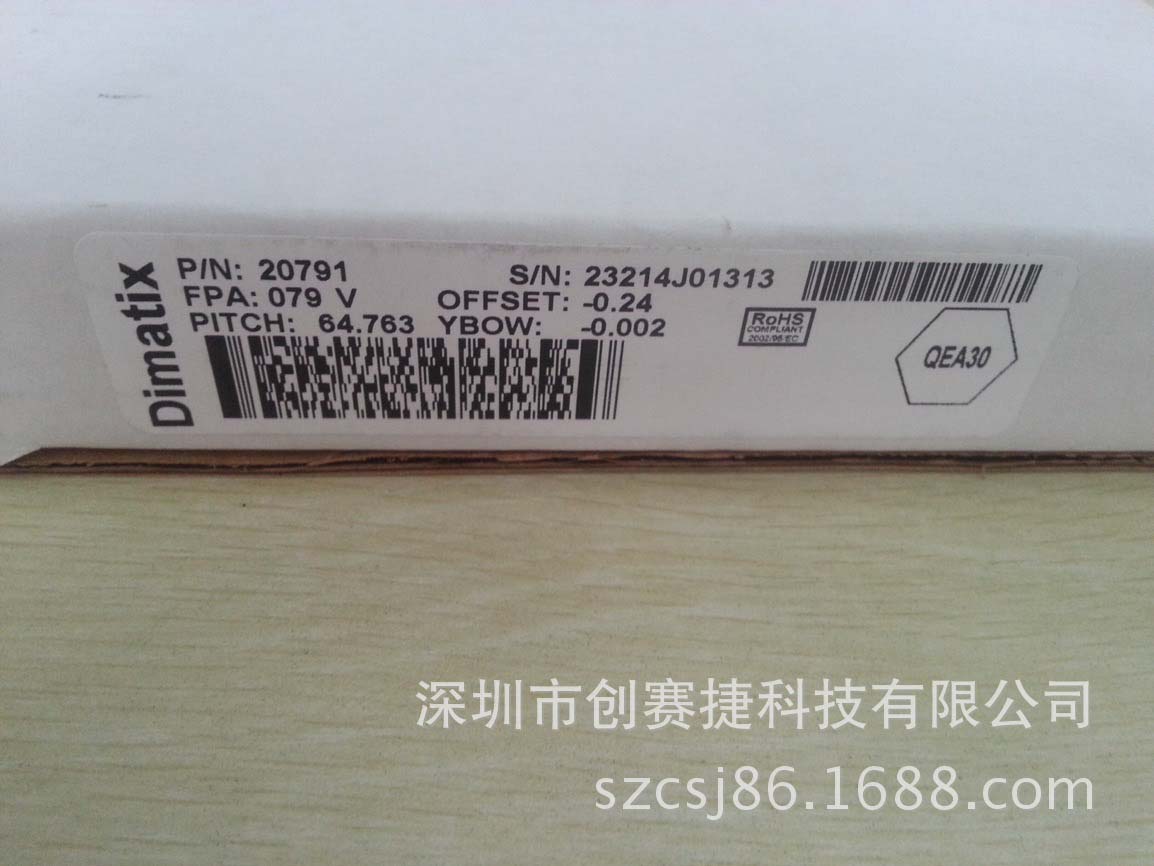 Dimatix
P/N: 20791 S/N: 23214J01313
FPA: 079 V OFFSET: -0.24
PITCH: 64.763 YBOW: -0.002
RoHS
COMPLIANT
2002/95/EC
QEA30
深圳市创赛捷科技有限公司
szcsj86.1688.com